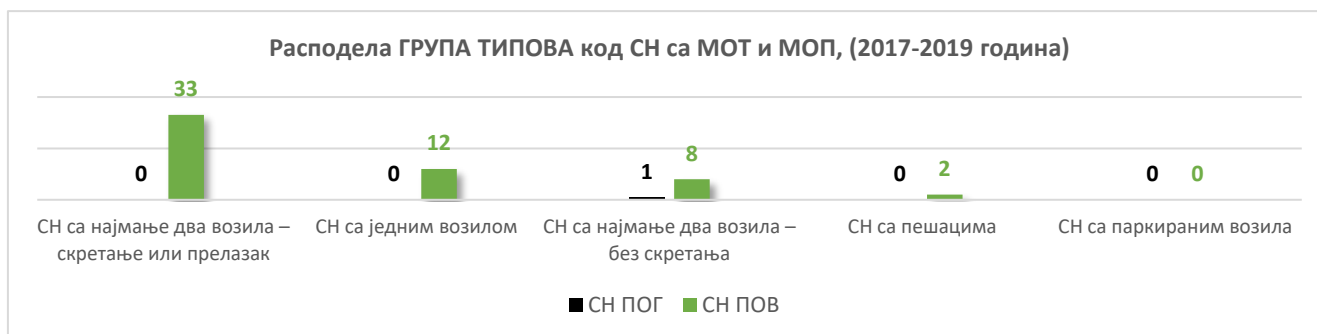 Расподела ГРУПА ТИПОВА код СН са МОТ и МОП, (2017-2019 година)
33
0
12
0
1
8
0
2
0
0
СН са најмање два возила –
скретање или прелазак
СН са једним возилом
СН са најмање два возила –
без скретања
СН са пешацима
СН са паркираним возила
СН ПОГ
СН ПОВ